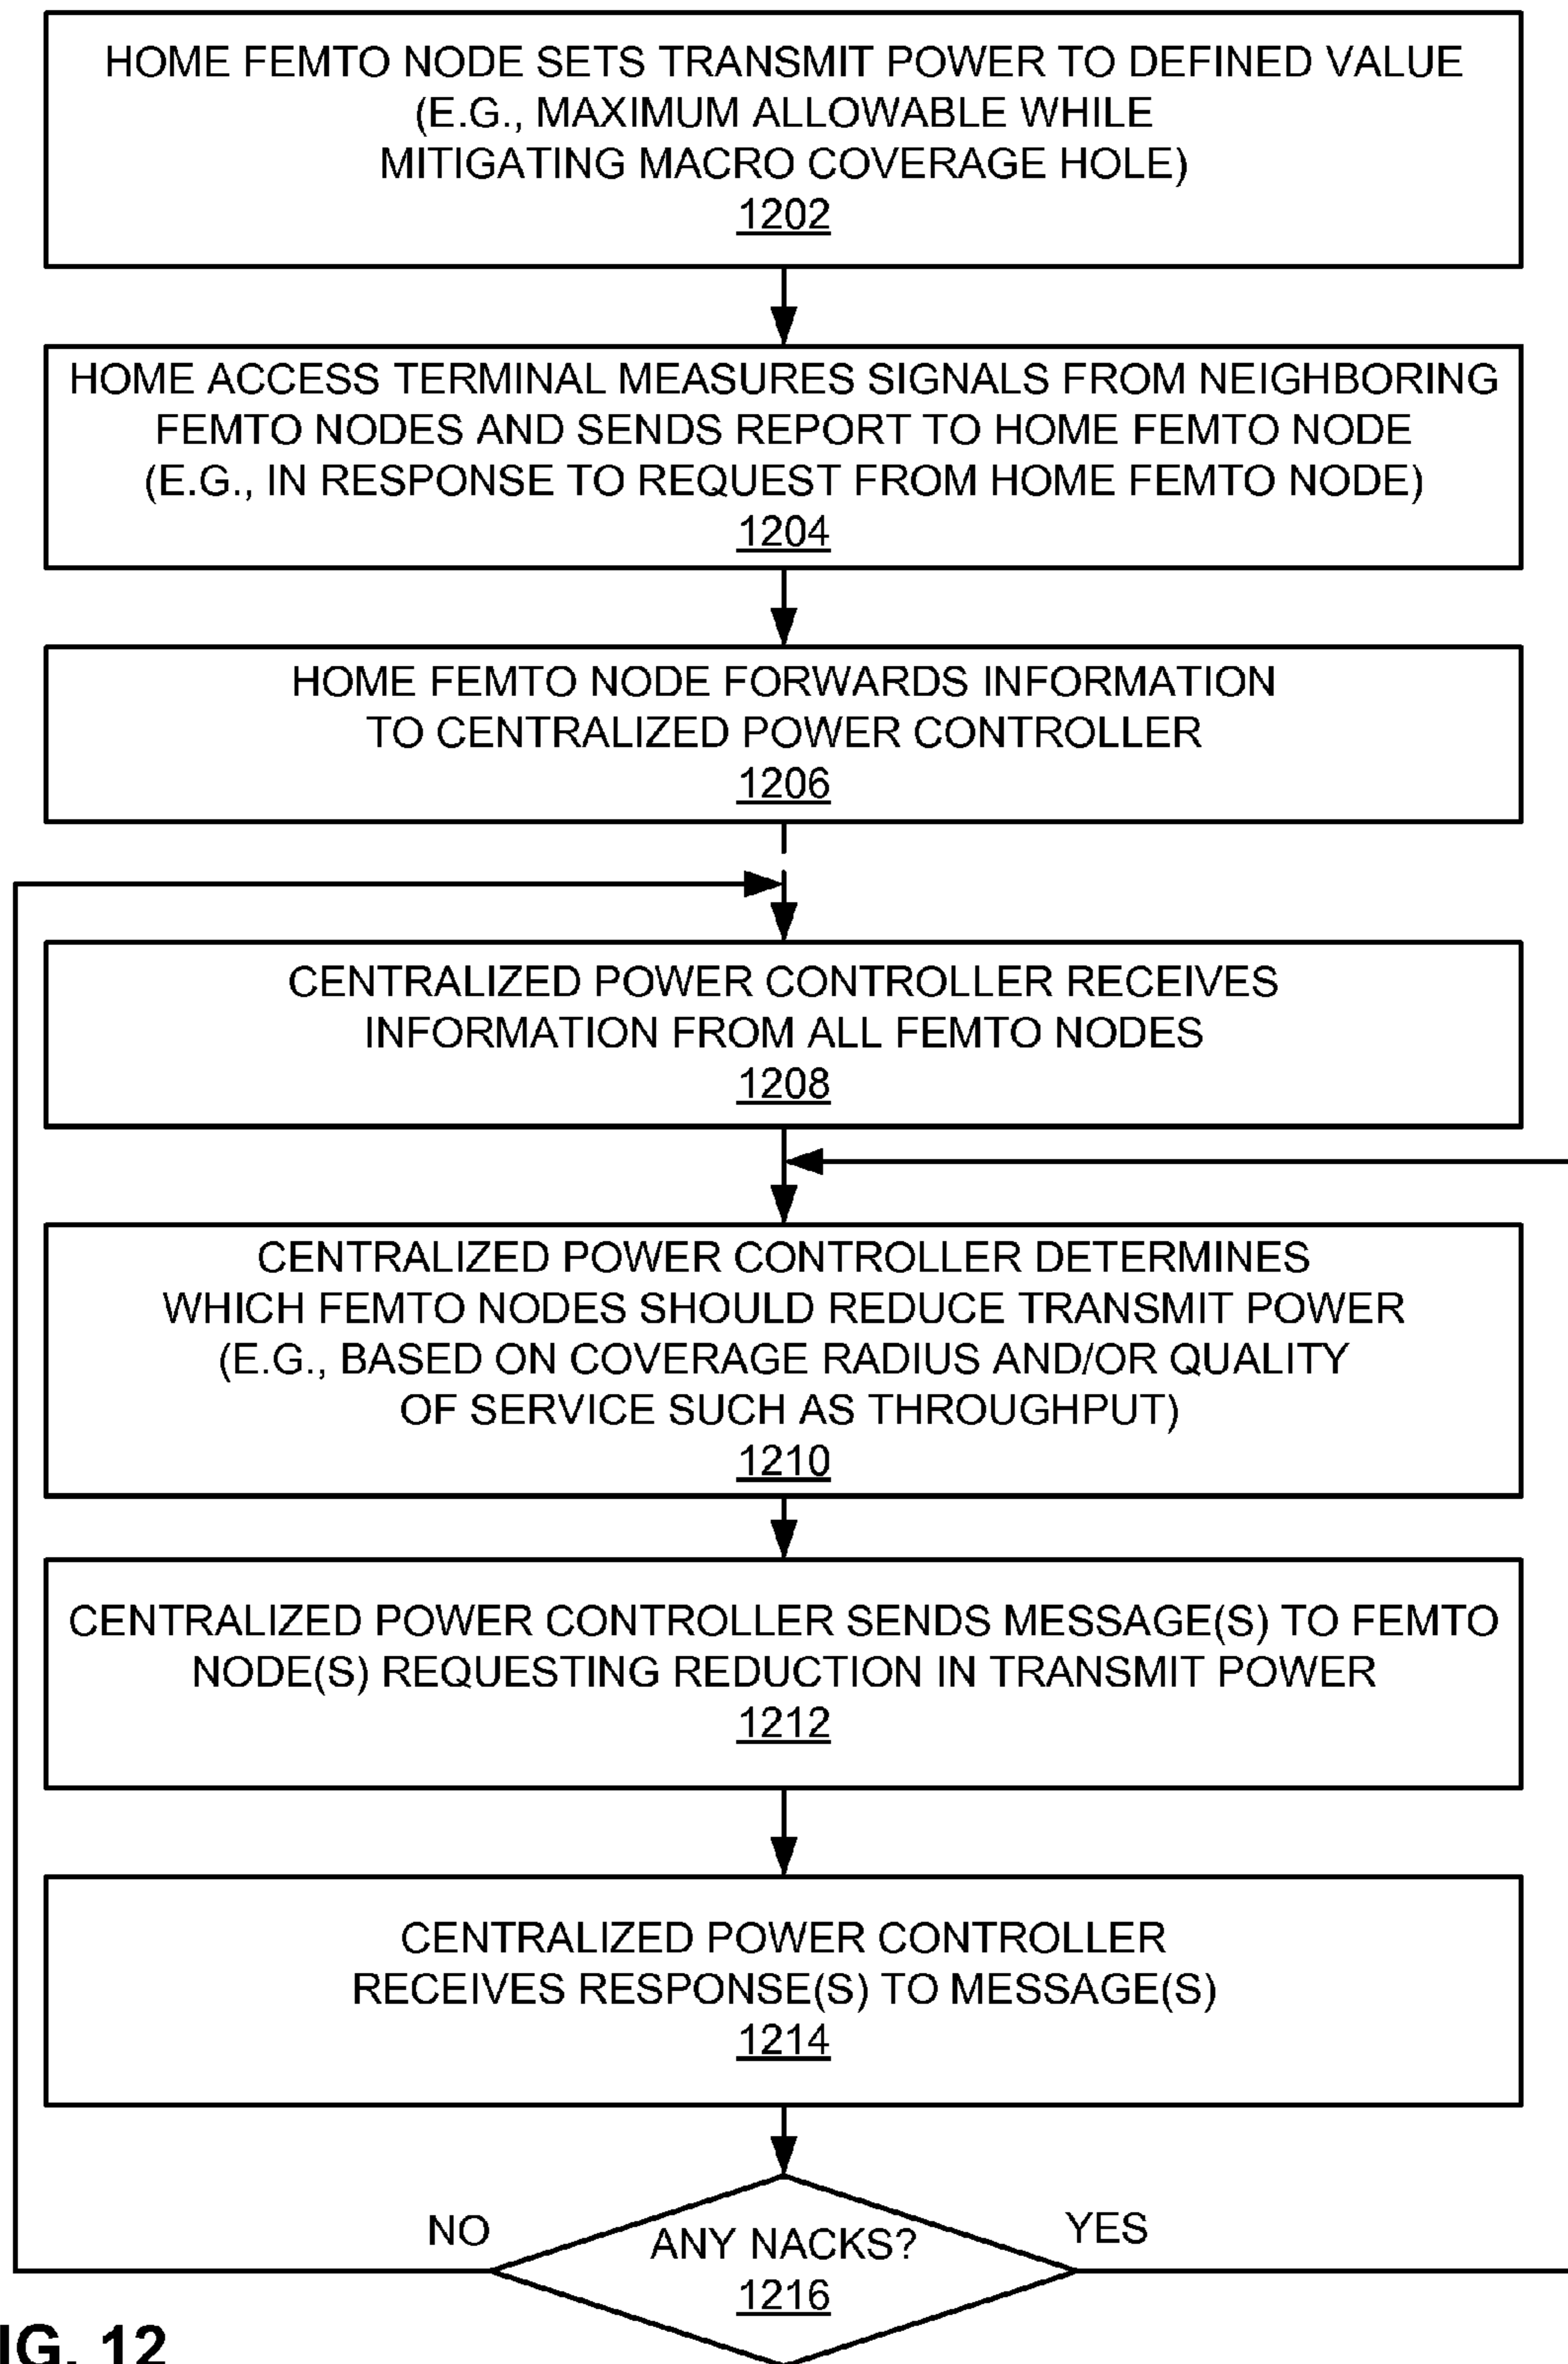 HOME FEMTO NODE SETS TRANSMIT POWER TO DEFINED VALUE
(E.G., MAXIMUM ALLOWABLE WHILE
MITIGATING MACRO COVERAGE HOLE)
1202
HOME ACCESS TERMINAL MEASURES SIGNALS FROM NEIGHBORING
FEMTO NODES AND SENDS REPORT TO HOME FEMTO NODE
(E.G., IN RESPONSE TO REQUEST FROM HOME FEMTO NODE)
1204
HOME FEMTO NODE FORWARDS INFORMATION
TO CENTRALIZED POWER CONTROLLER
1206
CENTRALIZED POWER CONTROLLER RECEIVES
INFORMATION FROM ALL FEMTO NODES
1208
CENTRALIZED POWER CONTROLLER DETERMINES
WHICH FEMTO NODES SHOULD REDUCE TRANSMIT POWER
(E.G., BASED ON COVERAGE RADIUS AND/OR QUALITY
OF SERVICE SUCH AS THROUGHPUT)
1210
CENTRALIZED POWER CONTROLLER SENDS MESSAGE(S) TO FEMTO
NODE(S) REQUESTING REDUCTION IN TRANSMIT POWER
1212
CENTRALIZED POWER CONTROLLER
RECEIVES RESPONSE(S) TO MESSAGE(S)
1214
NO
YES
ANY NACKS?
1216
IG. 12